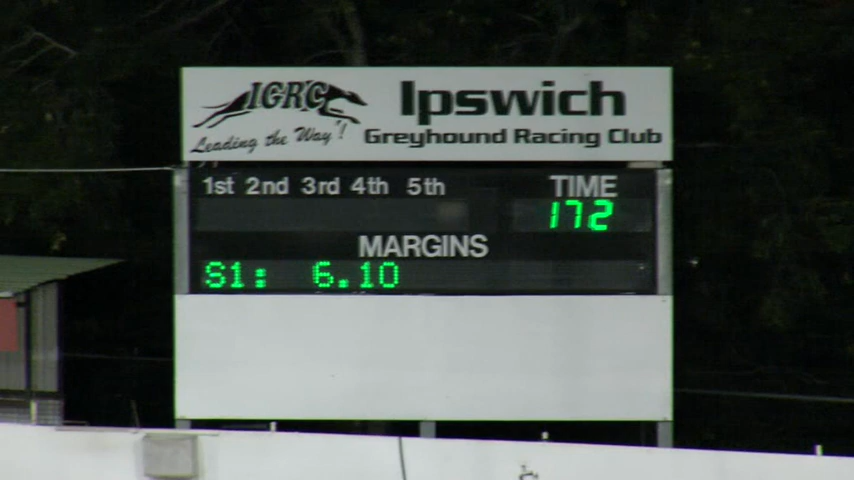 IGRC
Leading the Way!
Ipswich
Greyhound Racing Club
1st 2nd 3rd 4th 5th
TIME
172
MARGINS
S1: 6.10